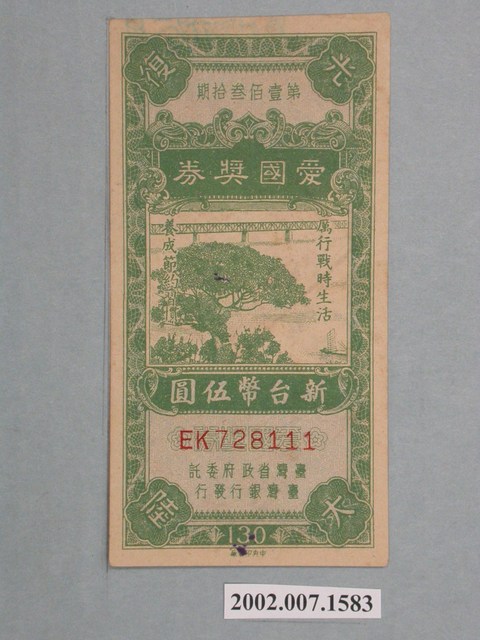 光復
大陸
第壹佰叁拾期
愛國獎券
厲行戰時生活
養成節約習慣
新台幣伍圓
EK728111
臺灣省政府委託
臺灣銀行發行
130
2002.007.1583